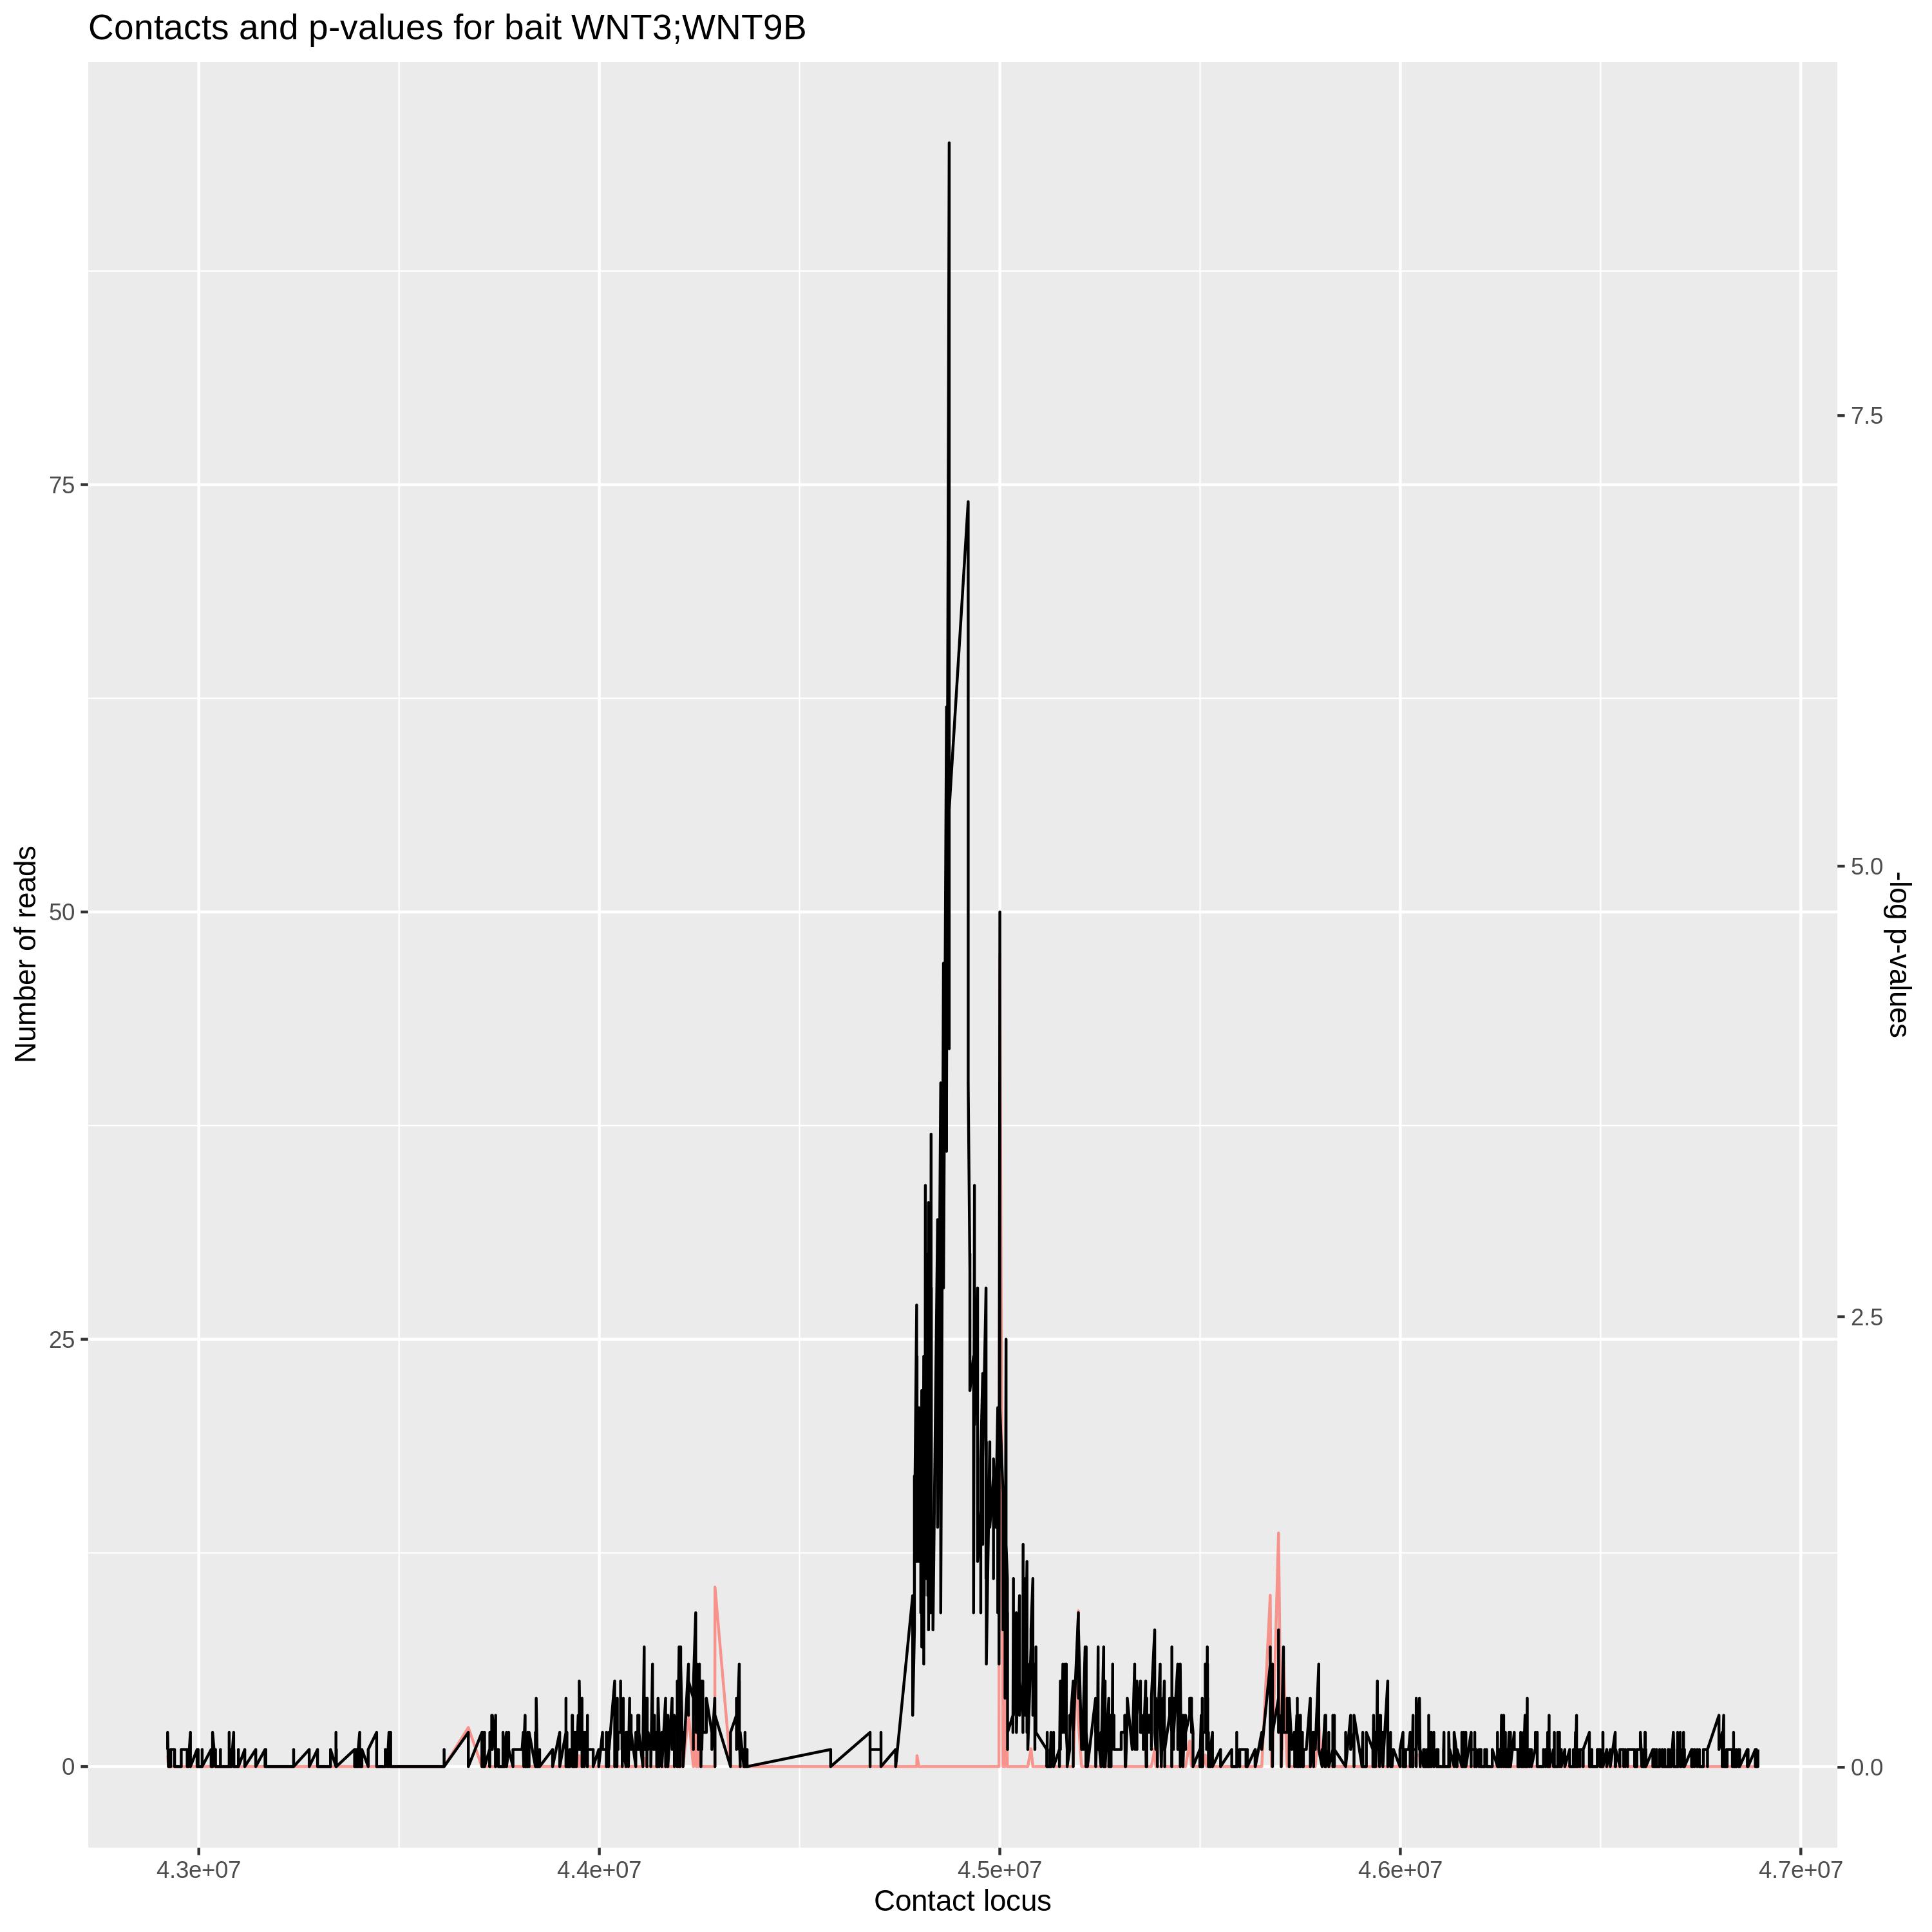 Contacts and p-values for bait WNT3;WNT9B
Number of reads
75
50
25
0
7.5
5.0
2.5
0.0
-log p-values
4.3e+07
4.4e+07
4.5e+07
4.6e+07
4.7e+07
Contact locus